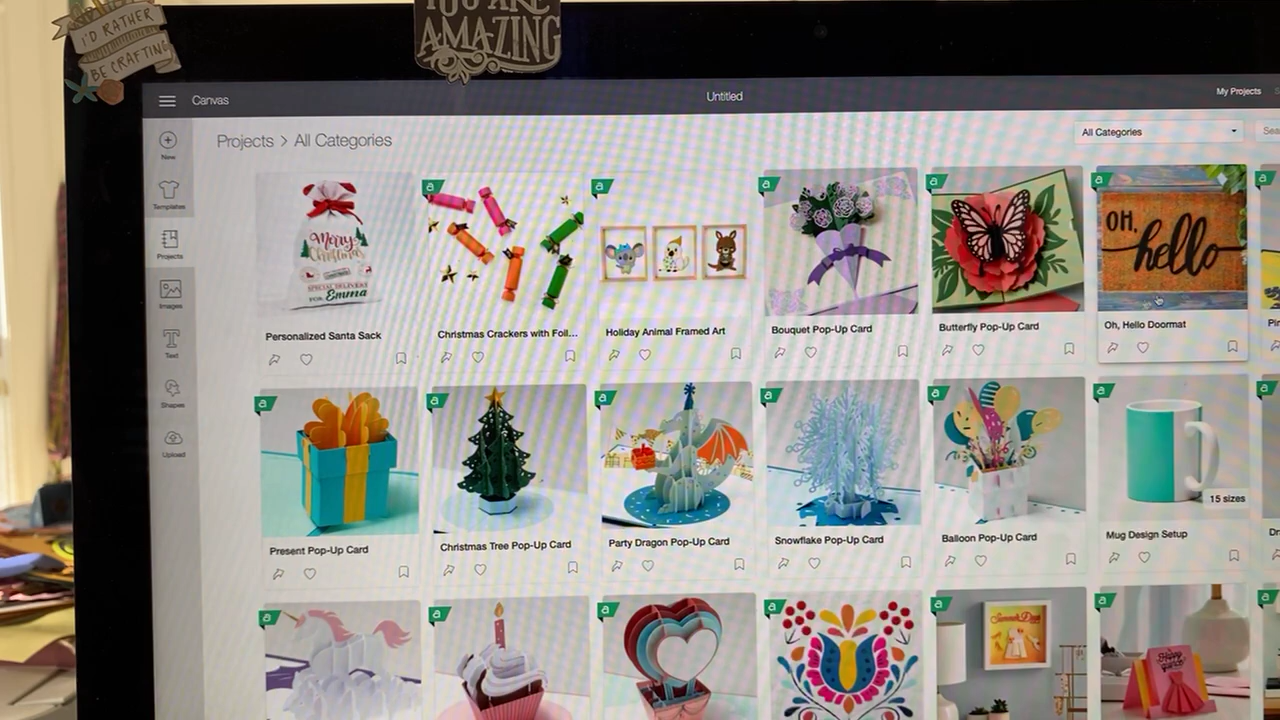 I'D RATHER
BE CRAFTING
YOU ARE
AMAZING
Canvas
Untitled
My Projects
Projects > All Categories
All Categories
Sea
New
Templates
Projects
Images
Text
Shapes
Upload
Merry
Christmas
SPECIAL DELIVERY
FOR Emma
OH,
hello
Personalized Santa Sack
Christmas Crackers with Foil...
Holiday Animal Framed Art
Bouquet Pop-Up Card
Butterfly Pop-Up Card
Oh, Hello Doormat
15 sizes
Present Pop-Up Card
Christmas Tree Pop-Up Card
Party Dragon Pop-Up Card
Snowflake Pop-Up Card
Balloon Pop-Up Card
Mug Design Setup